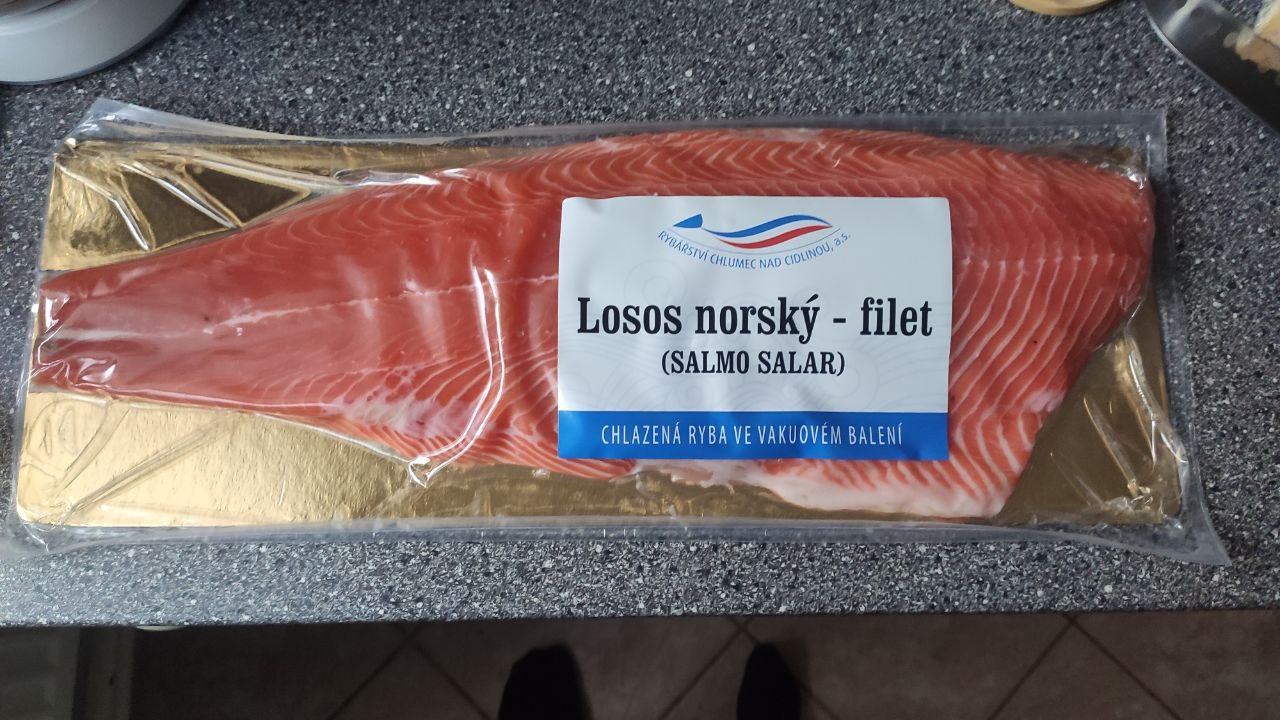 RYBÁŘSTVÍ CHLUMEC NAD CIDLINOU, a.s.
Losos norský - filet
(SALMO SALAR)
CHLAZENÁ RYBA VE VAKUOVÉM BALENÍ